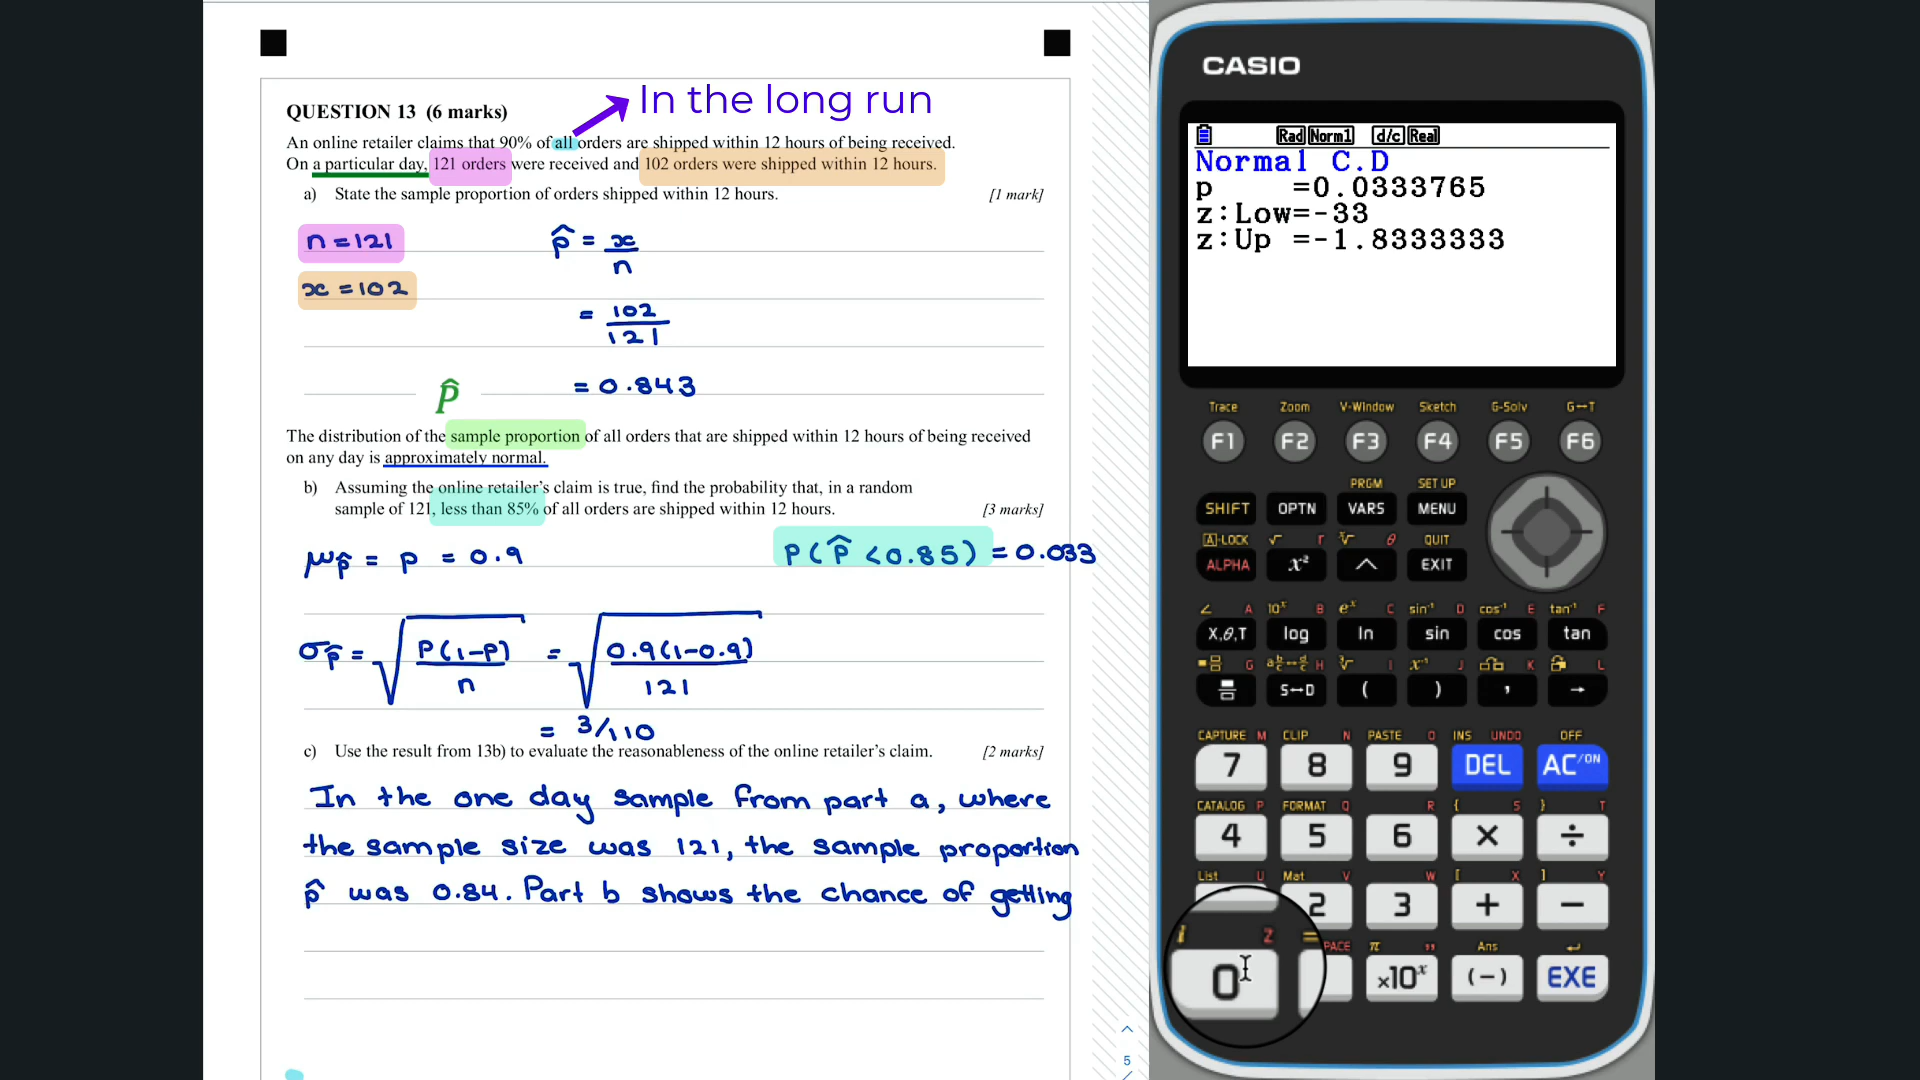 In the long run
QUESTION 13 (6 marks)
An online retailer claims that 90% of all orders are shipped within 12 hours of being received.
On a particular day, 121 orders were received and 102 orders were shipped within 12 hours.
a) State the sample proportion of orders shipped within 12 hours. [1 mark]
n = 121
x = 102
p̂ = x/n
= 102/121
= 0.843
P̂
The distribution of the sample proportion of all orders that are shipped within 12 hours of being received
on any day is approximately normal.
b) Assuming the online retailer's claim is true, find the probability that, in a random
sample of 121, less than 85% of all orders are shipped within 12 hours. [3 marks]
μp̂ = p = 0.9
P(p̂ < 0.85) = 0.033
σp̂ = √(P(1-P)/n) = √(0.9(1-0.9)/121)
= 3/110
c) Use the result from 13b) to evaluate the reasonableness of the online retailer's claim. [2 marks]
In the one day sample from part a, where
the sample size was 121, the sample proportion
p̂ was 0.84. Part b shows the chance of getting
5
CASIO
Rad Norm1 d/c Real
Normal C.D
p =0.0333765
z:Low=-33
z:Up =-1.8333333
Trace Zoom V-Window Sketch G-Solv G↔T
F1 F2 F3 F4 F5 F6
PRGM SET UP
SHIFT OPTN VARS MENU
A-LOCK √ r ˣ√ θ QUIT
ALPHA x² ^ EXIT
∠ A 10ˣ B eˣ C sin⁻¹ D cos⁻¹ E tan⁻¹ F
X,θ,T log ln sin cos tan
G H ³√ I x⁻¹ J K L
S↔D ( ) , →
CAPTURE M CLIP N PASTE O INS UNDO OFF
7 8 9 DEL AC/ON
CATALOG P FORMAT Q R { S } T
4 5 6 × ÷
List U Mat V W [ X ] Y
2 3 + −
i Z = PACE π " Ans ↵
0 ×10ˣ (−) EXE